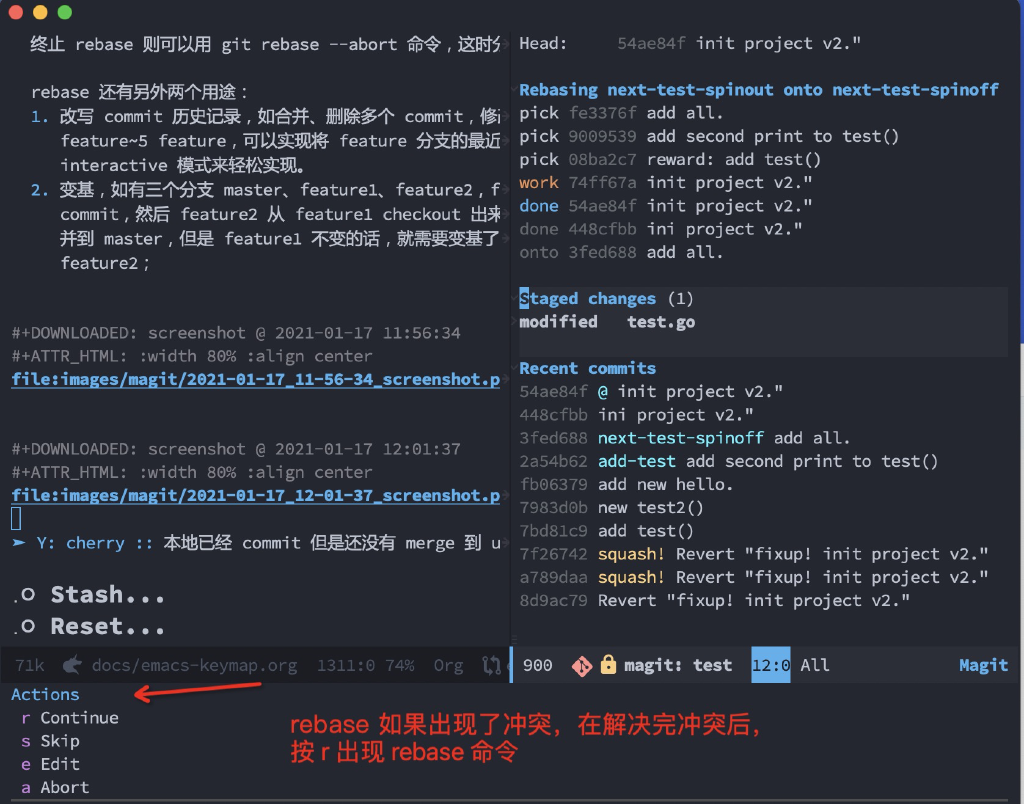 终止 rebase 则可以用 git rebase --abort 命令，这时
rebase 还有另外两个用途：
1. 改写 commit 历史记录，如合并、删除多个 commit，
feature~5 feature，可以实现将 feature 分支的最近
interactive 模式来轻松实现。
2. 变基，如有三个分支 master、feature1、feature2，f
commit，然后 feature2 从 feature1 checkout 出来
并到 master，但是 feature1 不变的话，就需要变基了
feature2；
#+DOWNLOADED: screenshot @ 2021-01-17 11:56:34
#+ATTR_HTML: :width 80% :align center
file:images/magit/2021-01-17_11-56-34_screenshot.p
#+DOWNLOADED: screenshot @ 2021-01-17 12:01:37
#+ATTR_HTML: :width 80% :align center
file:images/magit/2021-01-17_12-01-37_screenshot.p
➤ Y: cherry :: 本地已经 commit 但是还没有 merge 到 u
Stash...
Reset...
71k docs/emacs-keymap.org 1311:0 74% Org
Head: 54ae84f init project v2."
Rebasing next-test-spinout onto next-test-spinoff
pick fe3376f add all.
pick 9009539 add second print to test()
pick 08ba2c7 reward: add test()
work 74ff67a init project v2."
done 54ae84f init project v2."
done 448cfbb ini project v2."
onto 3fed688 add all.
Staged changes (1)
modified test.go
Recent commits
54ae84f @ init project v2."
448cfbb ini project v2."
3fed688 next-test-spinoff add all.
2a54b62 add-test add second print to test()
fb06379 add new hello.
7983d0b new test2()
7bd81c9 add test()
7f26742 squash! Revert "fixup! init project v2."
a789daa squash! Revert "fixup! init project v2."
8d9ac79 Revert "fixup! init project v2."
900 magit: test 12:0 All Magit
Actions
r Continue
s Skip
e Edit
a Abort
rebase 如果出现了冲突，在解决完冲突后，
按 r 出现 rebase 命令